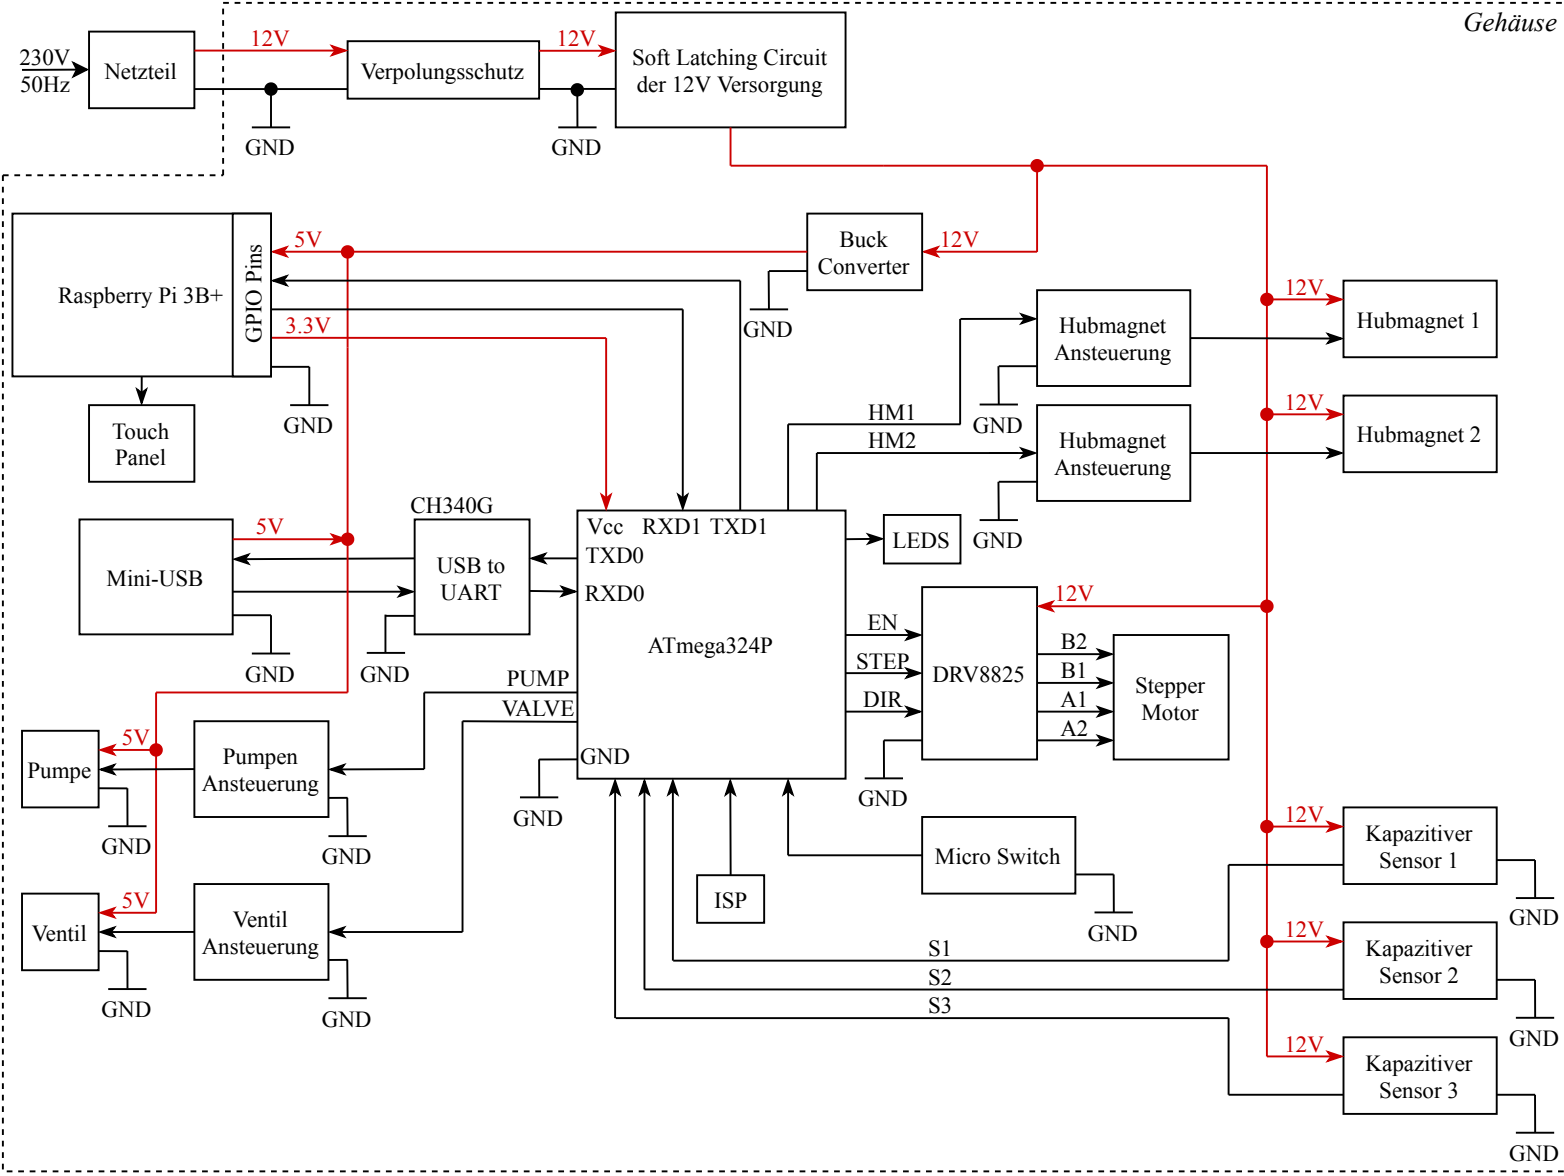 Gehäuse
230V
50Hz
Netzteil
12V
Verpolungsschutz
12V
Soft Latching Circuit
der 12V Versorgung
GND
GND
Raspberry Pi 3B+
GPIO Pins
5V
3.3V
GND
Touch
Panel
Buck
Converter
12V
GND
Hubmagnet
Ansteuerung
GND
12V
Hubmagnet 1
HM1
HM2
Hubmagnet
Ansteuerung
GND
12V
Hubmagnet 2
Mini-USB
5V
GND
CH340G
USB to
UART
GND
Vcc
RXD1
TXD1
TXD0
RXD0
ATmega324P
GND
GND
LEDS
EN
STEP
DIR
DRV8825
12V
GND
B2
B1
A1
A2
Stepper
Motor
PUMP
VALVE
Pumpe
5V
GND
Pumpen
Ansteuerung
GND
Ventil
5V
GND
Ventil
Ansteuerung
GND
ISP
Micro Switch
GND
S1
S2
S3
12V
Kapazitiver
Sensor 1
GND
12V
Kapazitiver
Sensor 2
GND
12V
Kapazitiver
Sensor 3
GND